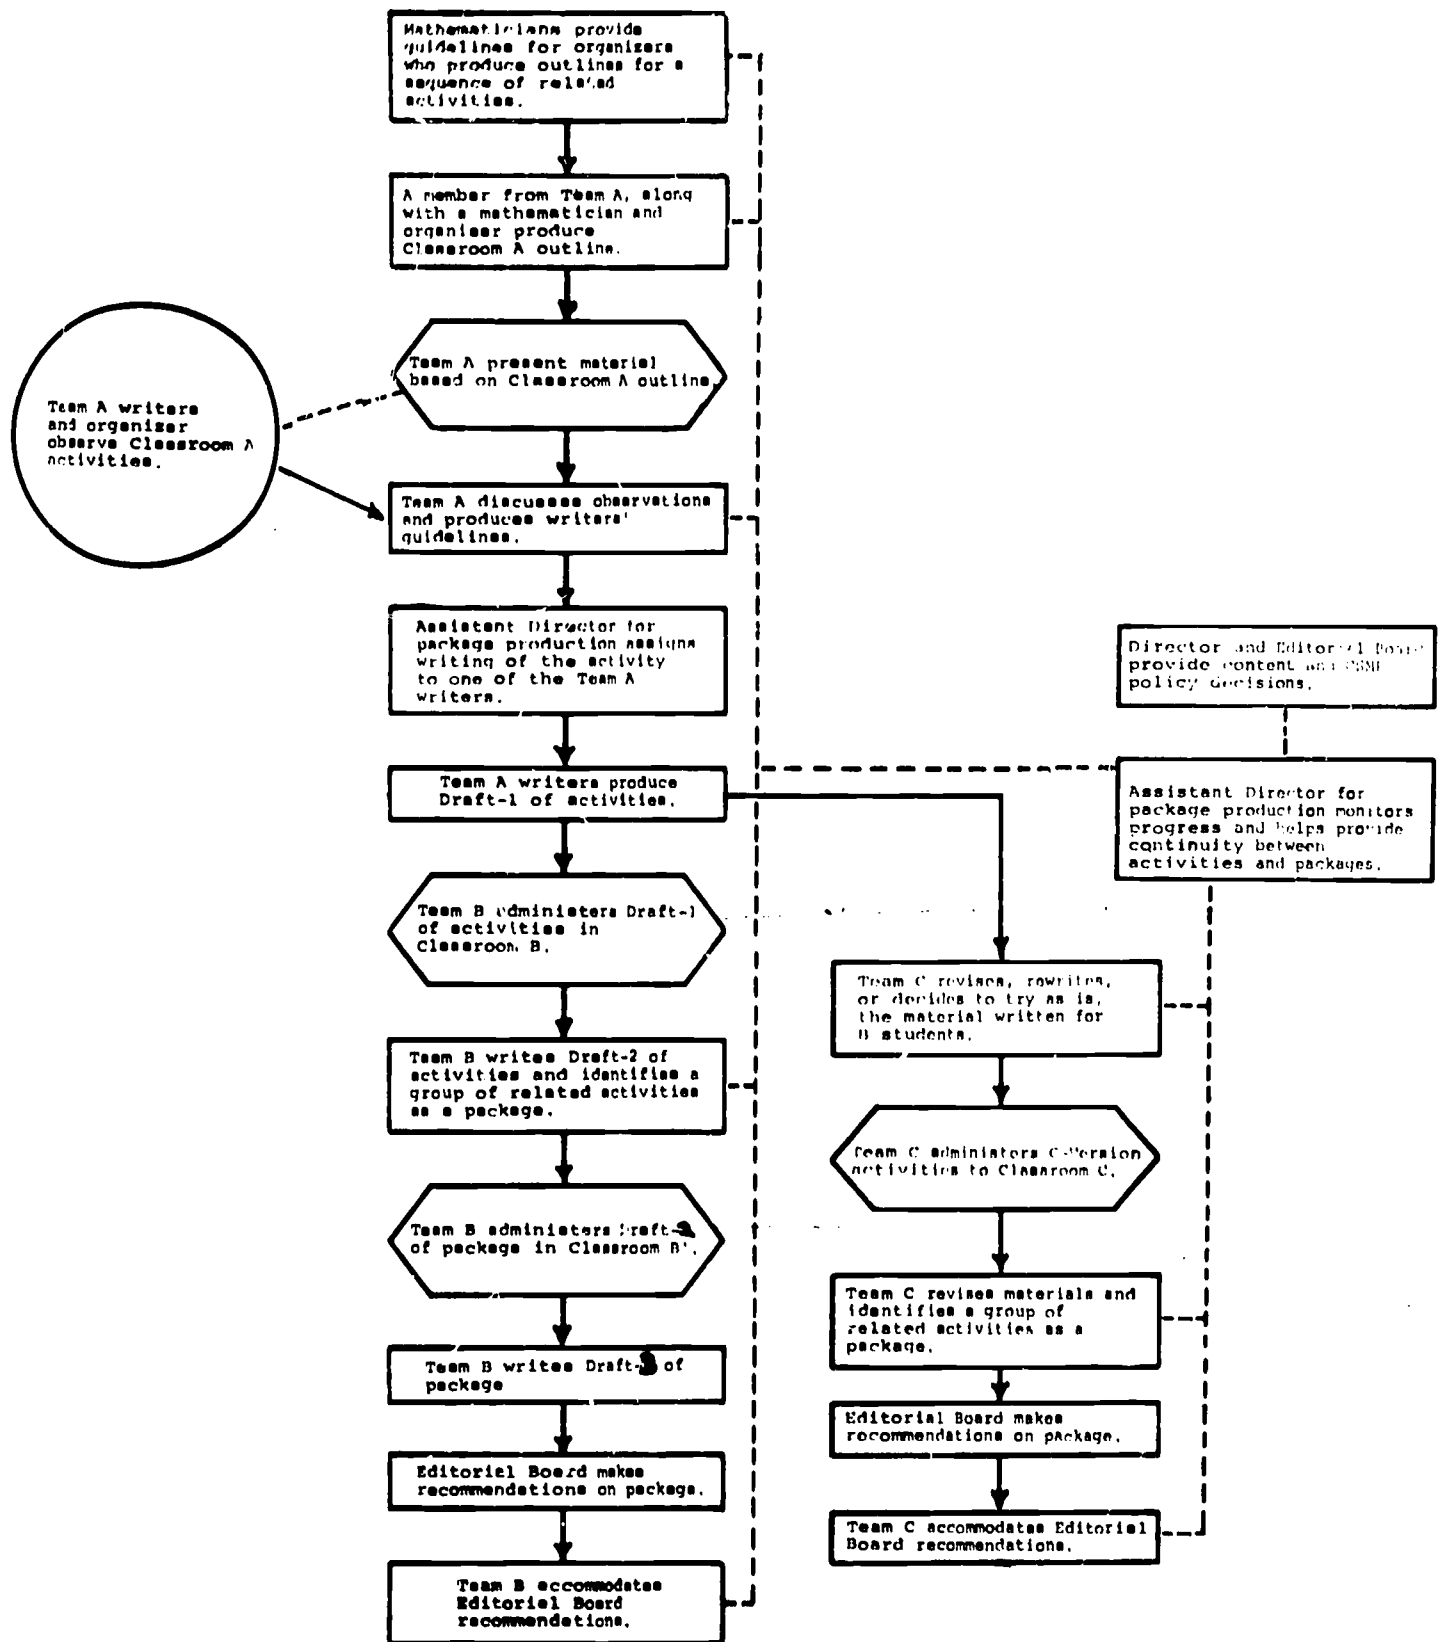 Mathematicians provide
guidelines for organizers
who produce outlines for a
sequence of related
activities.
A member from Team A, along
with a mathematician and
organizer produce
Classroom A outline.
Team A present material
based on Classroom A outline.
Team A writers
and organizer
observe Classroom A
activities.
Team A discusses observations
and produces writers'
guidelines.
Assistant Director for
package production assigns
writing of the activity
to one of the Team A
writers.
Team A writers produce
Draft-1 of activities.
Team B administers Draft-1
of activities in
Classroom B.
Team B writes Draft-2 of
activities and identifies a
group of related activities
as a package.
Team B administers
of package in Classroom B'.
Team B writes of
package
Editorial Board makes
recommendations on package.
Team B accommodates
Editorial Board
recommendations.
Director and Editorial Board
provide content and CSMP
policy decisions.
Assistant Director for
package production monitors
progress and helps provide
continuity between
activities and packages.
Team C revises, rewrites,
or decides to try as is,
the material written for
B students.
Team C administers C-Version
activities to Classroom C.
Team C revises materials and
identifies a group of
related activities as a
package.
Editorial Board makes
recommendations on package.
Team C accommodates Editorial
Board recommendations.